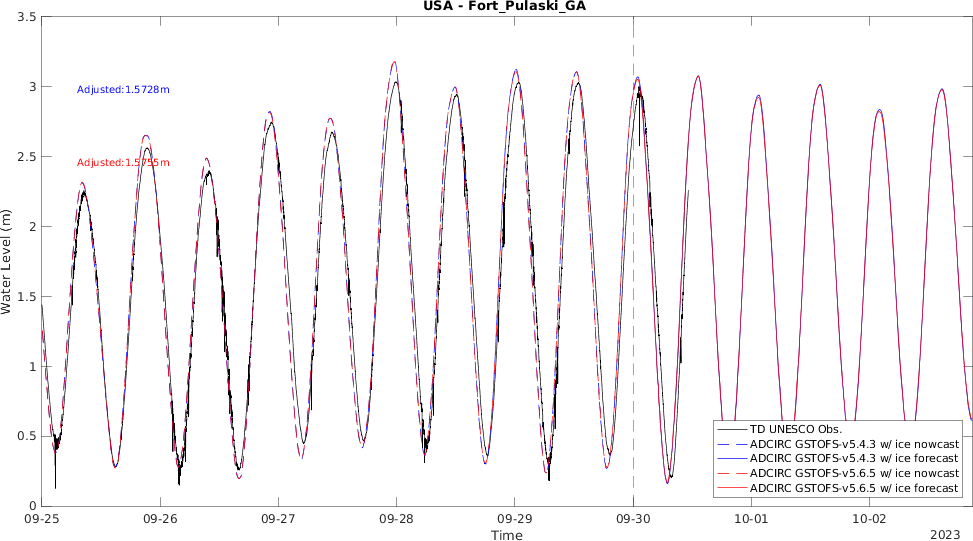 USA - Fort_Pulaski_GA
3.5
3
2.5
2
1.5
1
0.5
0
Water Level (m)
Adjusted:1.5728m
Adjusted:1.5755m
TD UNESCO Obs.
ADCIRC GSTOFS-v5.4.3 w/ ice nowcast
ADCIRC GSTOFS-v5.4.3 w/ ice forecast
ADCIRC GSTOFS-v5.6.5 w/ ice nowcast
ADCIRC GSTOFS-v5.6.5 w/ ice forecast
09-25 09-26 09-27 09-28 09-29 09-30 10-01 10-02
Time
2023